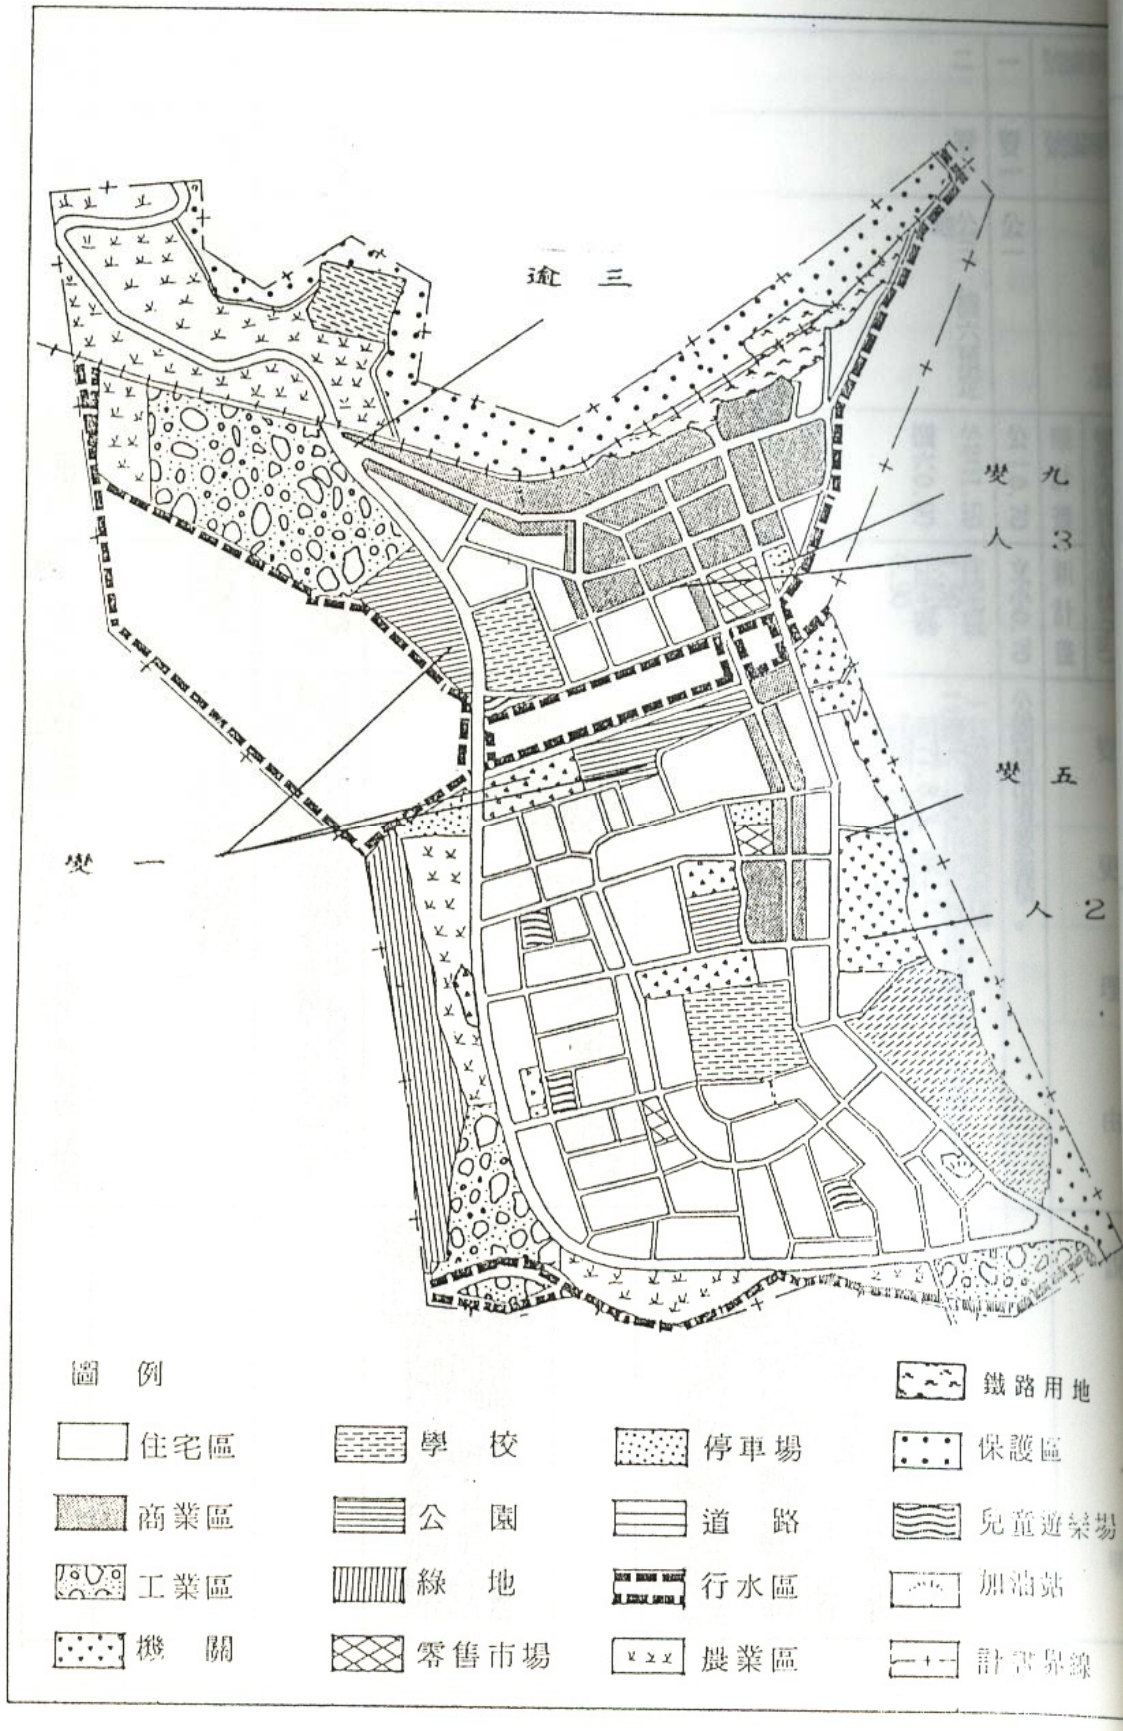 逾三
變九
人3
變五
變一
人2
圖例
鐵路用地
住宅區
學校
停車場
保護區
商業區
公園
道路
兒童遊樂場
工業區
綠地
行水區
加油站
機關
零售市場
農業區
計畫界線